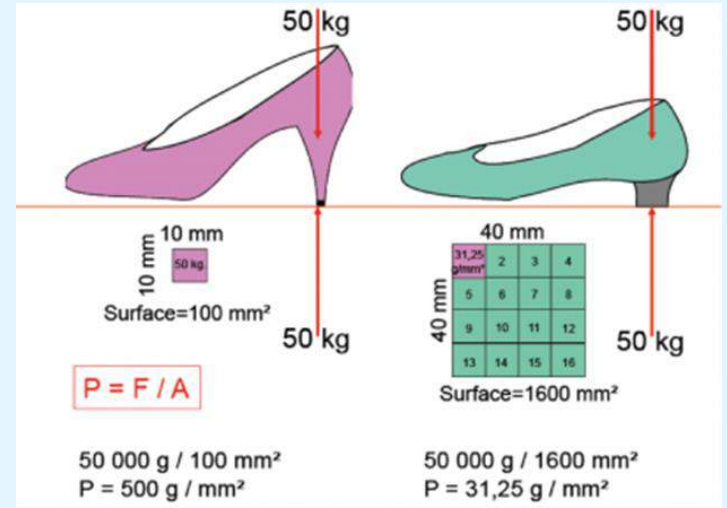 50 kg
50 kg
10 mm
10 mm
50 kg
Surface=100 mm²
50 kg
P = F / A
50 000 g / 100 mm²
P = 500 g / mm²
40 mm
40 mm
31,25 g/mm²
2 3 4
5 6 7 8
9 10 11 12
13 14 15 16
Surface=1600 mm²
50 kg
50 000 g / 1600 mm²
P = 31,25 g / mm²